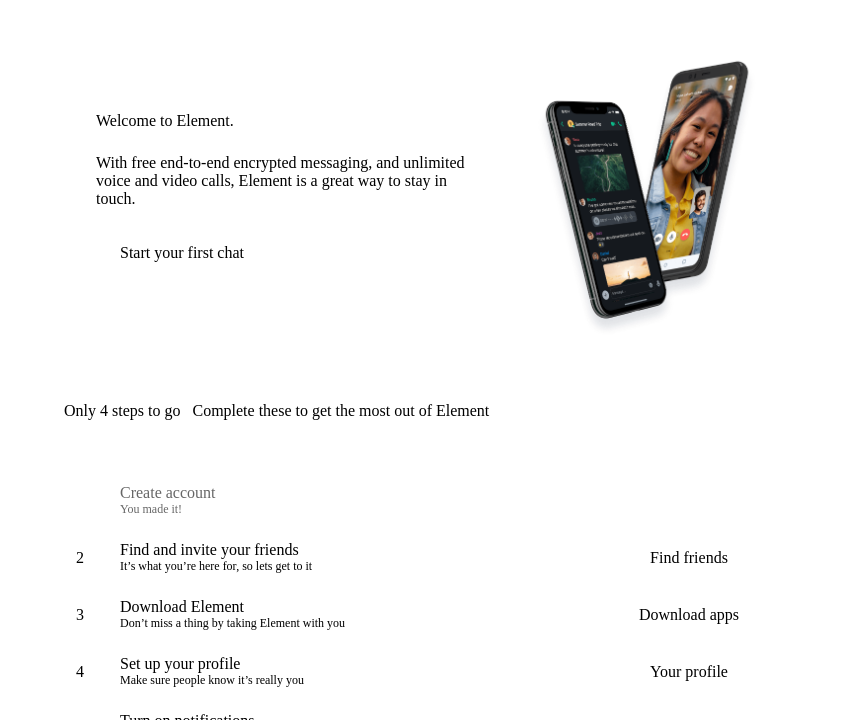 Welcome to Element.
With free end-to-end encrypted messaging, and unlimited
voice and video calls, Element is a great way to stay in
touch.
Start your first chat
Only 4 steps to go Complete these to get the most out of Element
Create account
You made it!
2 Find and invite your friends Find friends
It’s what you’re here for, so lets get to it
3 Download Element Download apps
Don’t miss a thing by taking Element with you
4 Set up your profile Your profile
Make sure people know it’s really you
Turn on notifications